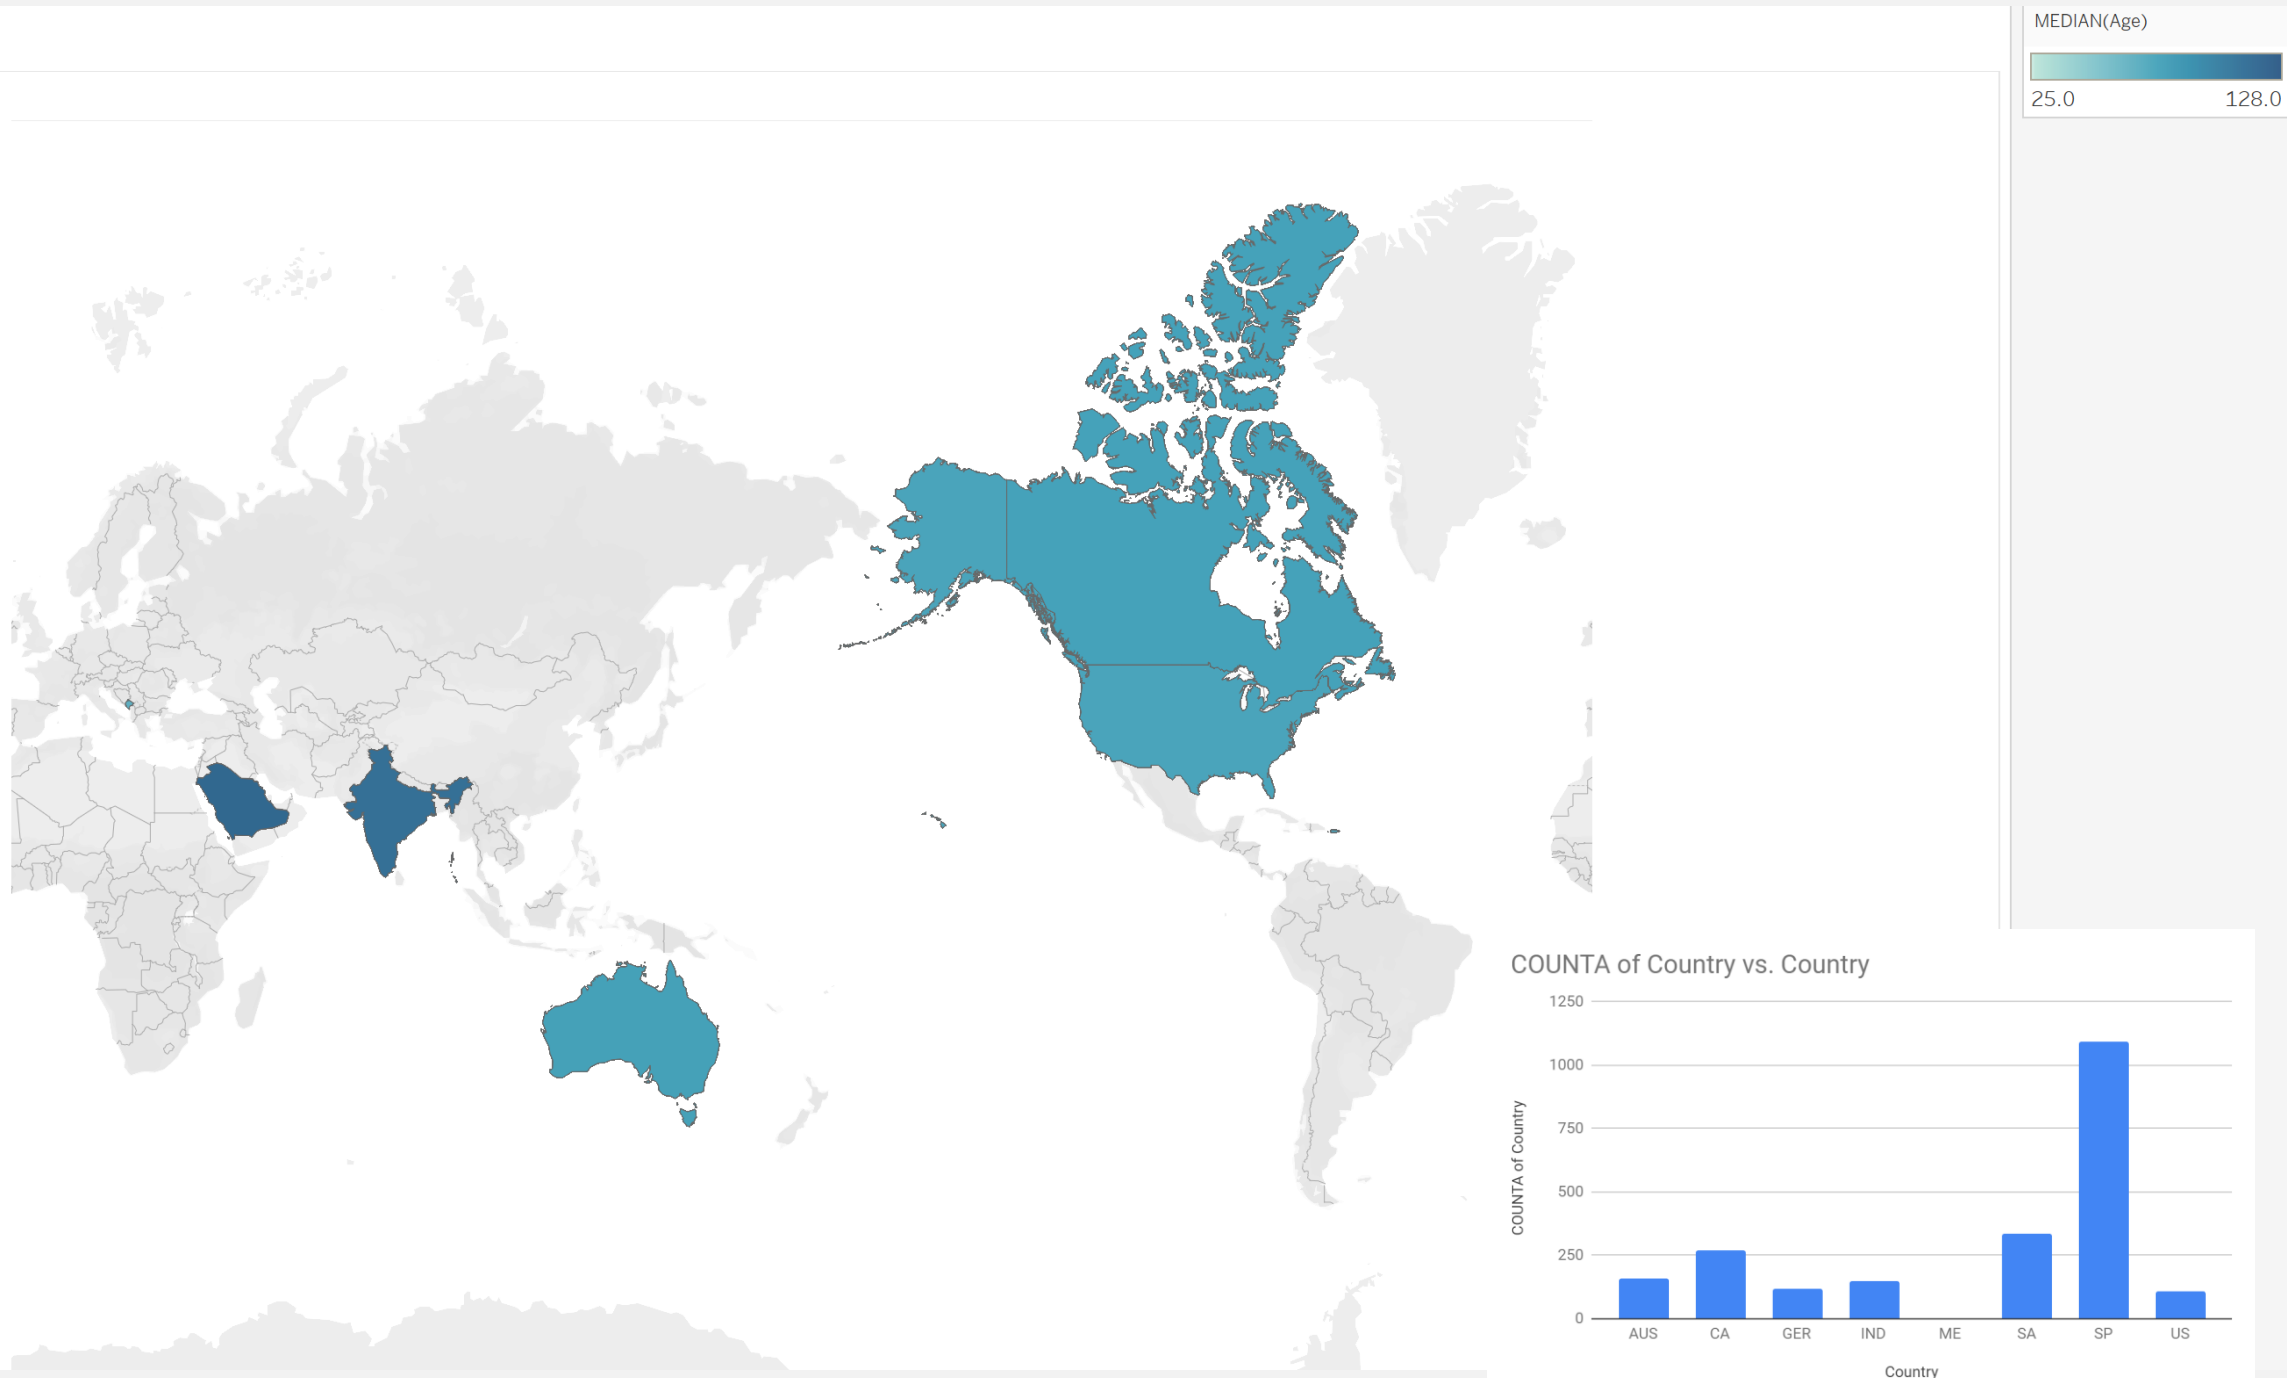 MEDIAN(Age)
25.0 128.0
COUNTA of Country vs. Country
COUNTA of Country
1250
1000
750
500
250
0
AUS CA GER IND ME SA SP US
Country